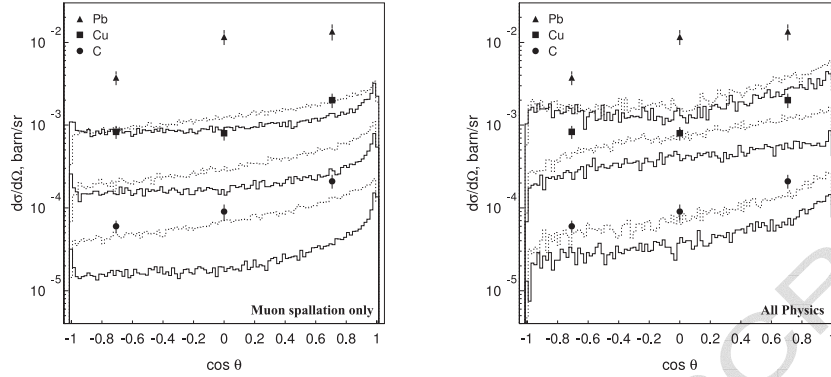 Pb
Cu
C
10⁻²
10⁻³
10⁻⁴
10⁻⁵
dσ/dΩ, barn/sr
Muon spallation only
-1 -0.8 -0.6 -0.4 -0.2 0 0.2 0.4 0.6 0.8 1
cos θ
Pb
Cu
C
10⁻²
10⁻³
10⁻⁴
10⁻⁵
dσ/dΩ, barn/sr
All Physics
-1 -0.8 -0.6 -0.4 -0.2 0 0.2 0.4 0.6 0.8
cos θ